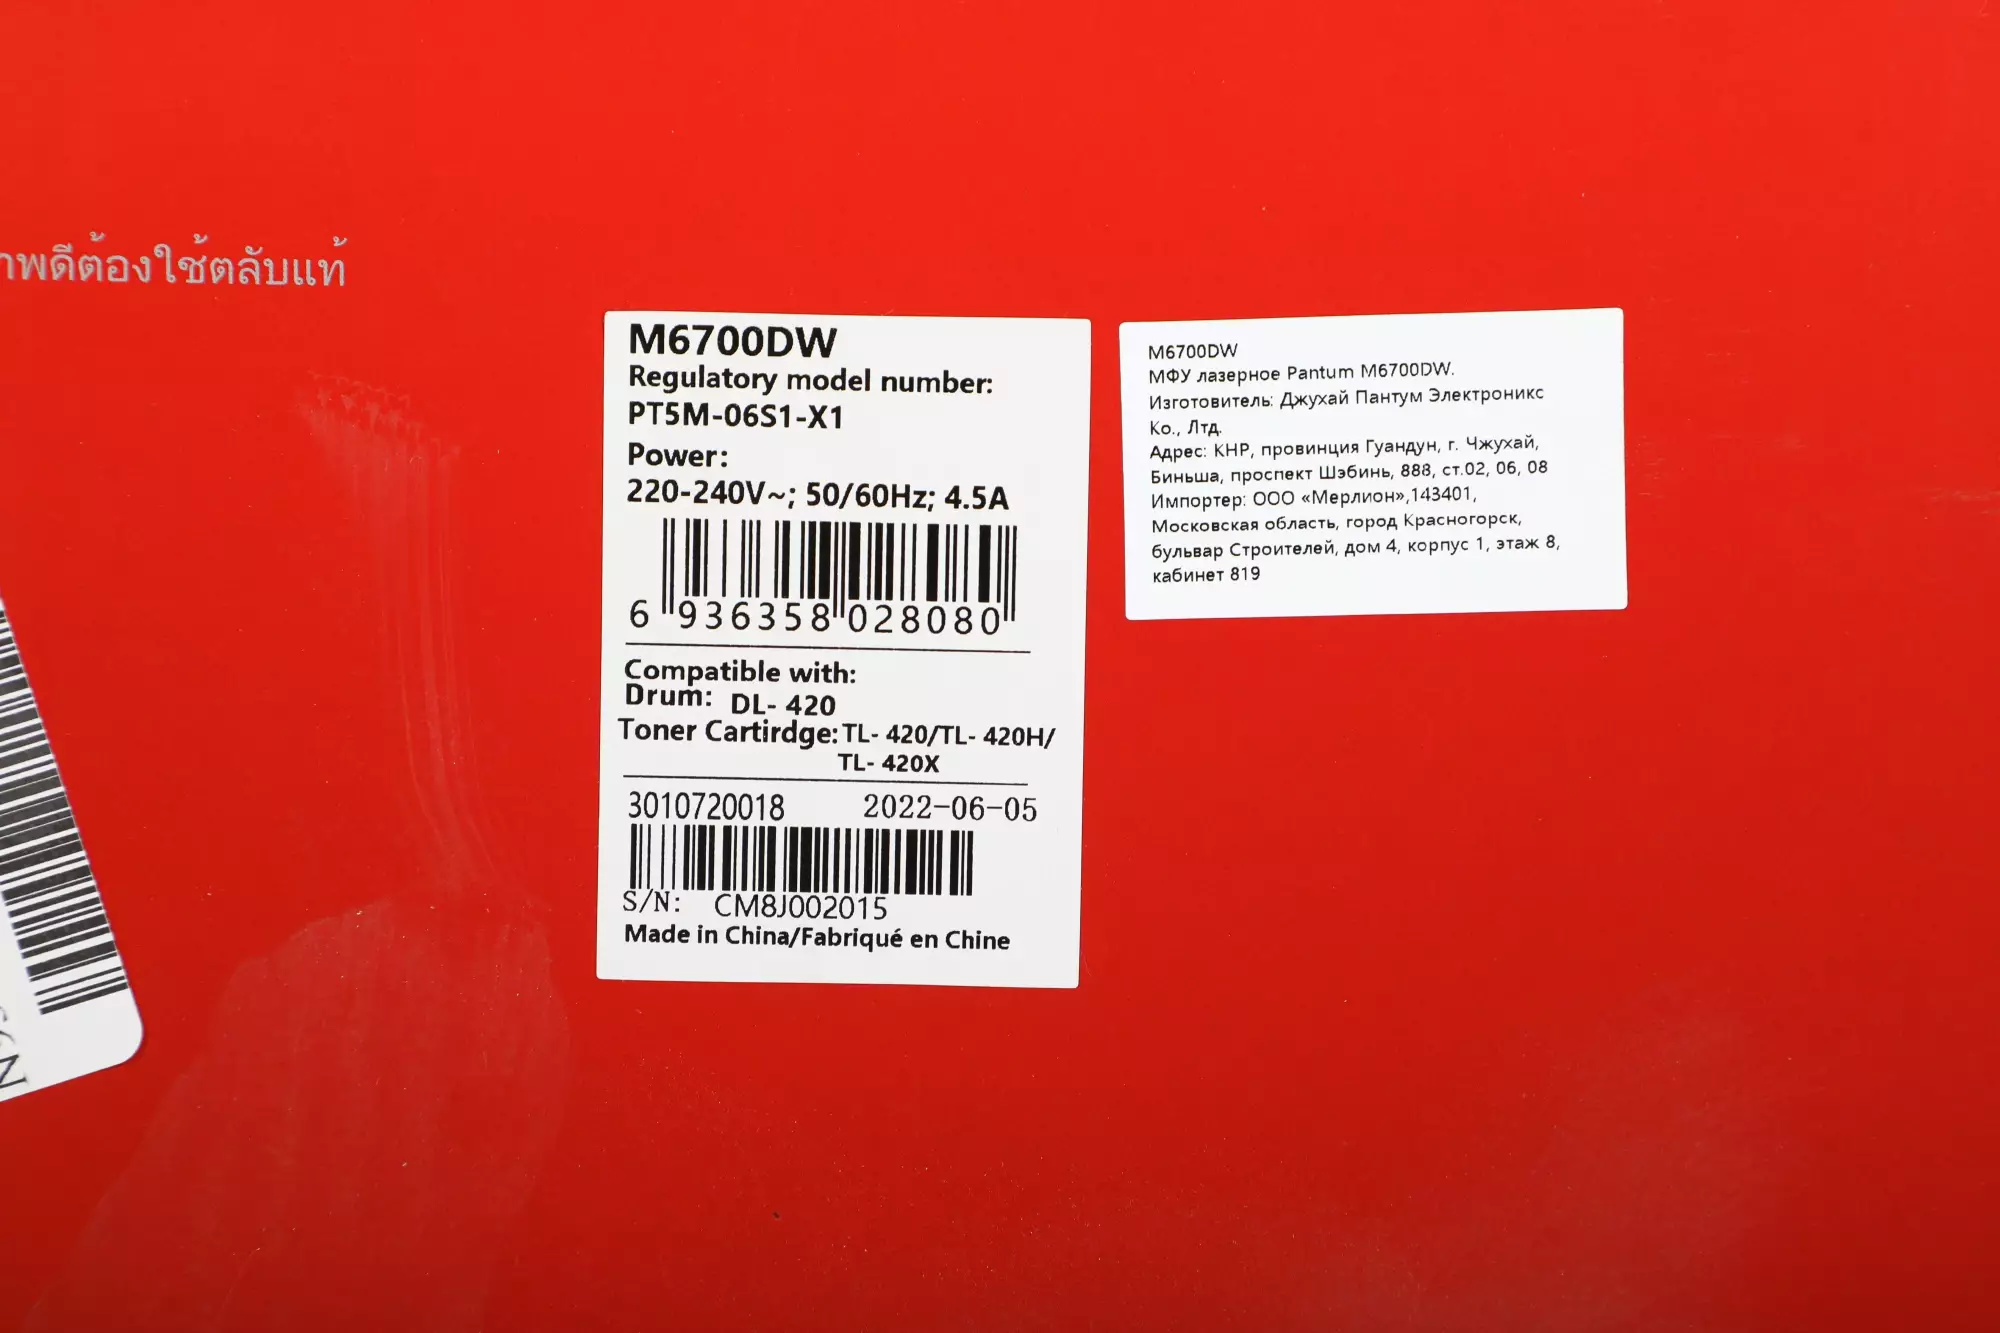 ดีต้องใช้ตลับแท้
M6700DW
Regulatory model number:
PT5M-06S1-X1
Power:
220-240V~; 50/60Hz; 4.5A
6 936358 028080
Compatible with:
Drum: DL- 420
Toner Cartirdge: TL- 420/TL- 420H/
TL- 420X
3010720018 2022-06-05
S/N: CM8J002015
Made in China/Fabriqué en Chine
M6700DW
МФУ лазерное Pantum M6700DW.
Изготовитель: Джухай Пантум Электроникс
Ко., Лтд.
Адрес: КНР, провинция Гуандун, г. Чжухай,
Биньша, проспект Шэбинь, 888, ст.02, 06, 08
Импортер: ООО «Мерлион»,143401,
Московская область, город Красногорск,
бульвар Строителей, дом 4, корпус 1, этаж 8,
кабинет 819